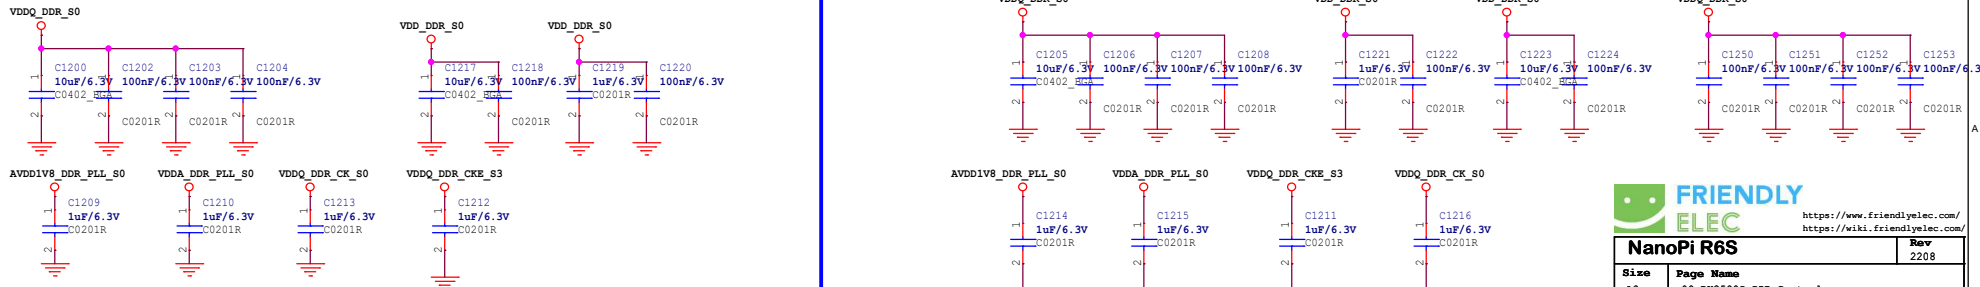 VDDQ_DDR_S0
VDD_DDR_S0 VDD_DDR_S0
C1200 C1202 C1203 C1204
10uF/6.3V 100nF/6.3V 100nF/6.3V 100nF/6.3V
C0402_BGA
C0201R C0201R C0201R
C1217 C1218 C1219 C1220
10uF/6.3V 100nF/6.3V 1uF/6.3V 100nF/6.3V
C0402_BGA C0201R
C0201R C0201R
C1205 C1206 C1207 C1208
10uF/6.3V 100nF/6.3V 100nF/6.3V 100nF/6.3V
C0402_BGA
C0201R C0201R C0201R
C1221 C1222 C1223 C1224
1uF/6.3V 100nF/6.3V 10uF/6.3V 100nF/6.3V
C0201R C0402_BGA
C0201R C0201R
C1250 C1251 C1252 C1253
100nF/6.3V 100nF/6.3V 100nF/6.3V 100nF/6.3
C0201R C0201R C0201R C0201R
A
AVDD1V8_DDR_PLL_S0 VDDA_DDR_PLL_S0 VDDQ_DDR_CK_S0 VDDQ_DDR_CKE_S3
C1209 C1210 C1213 C1212
1uF/6.3V 1uF/6.3V 1uF/6.3V 1uF/6.3V
C0201R C0201R C0201R C0201R
AVDD1V8_DDR_PLL_S0 VDDA_DDR_PLL_S0 VDDQ_DDR_CKE_S3 VDDQ_DDR_CK_S0
C1214 C1215 C1211 C1216
1uF/6.3V 1uF/6.3V 1uF/6.3V 1uF/6.3V
C0201R C0201R C0201R C0201R
FRIENDLY
ELEC
https://www.friendlyelec.com/
https://wiki.friendlyelec.com/
NanoPi R6S
Rev
2208
Size Page Name